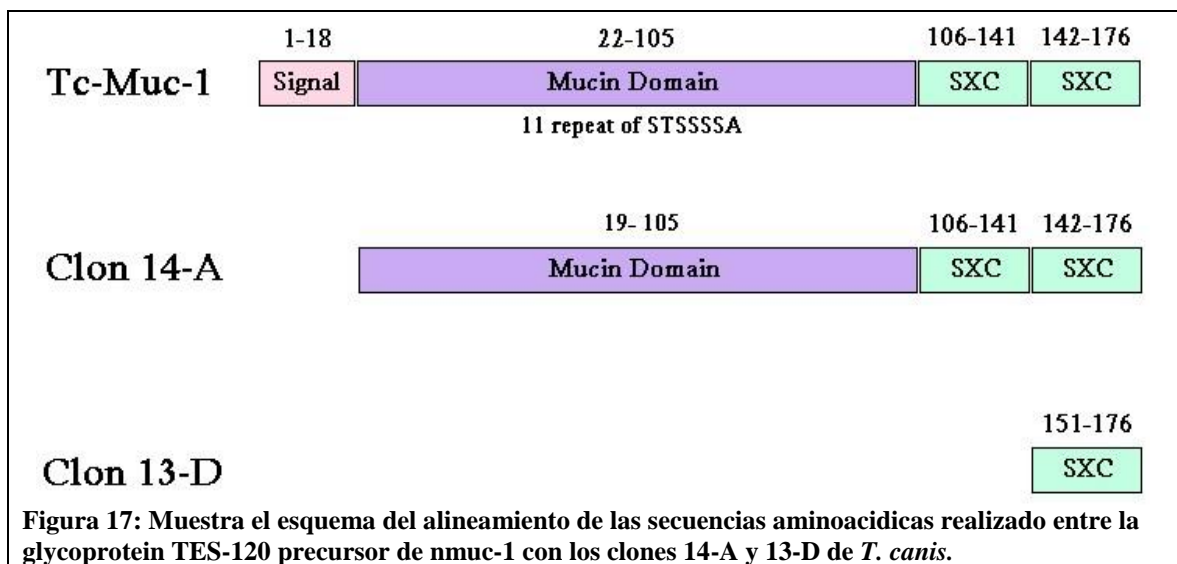 1-18 22-105 106-141 142-176
Tc-Muc-1 Signal Mucin Domain SXC SXC
11 repeat of STSSSSA
19- 105 106-141 142-176
Clon 14-A Mucin Domain SXC SXC
151-176
Clon 13-D SXC
Figura 17: Muestra el esquema del alineamiento de las secuencias aminoacidicas realizado entre la
glycoprotein TES-120 precursor de nmuc-1 con los clones 14-A y 13-D de T. canis.